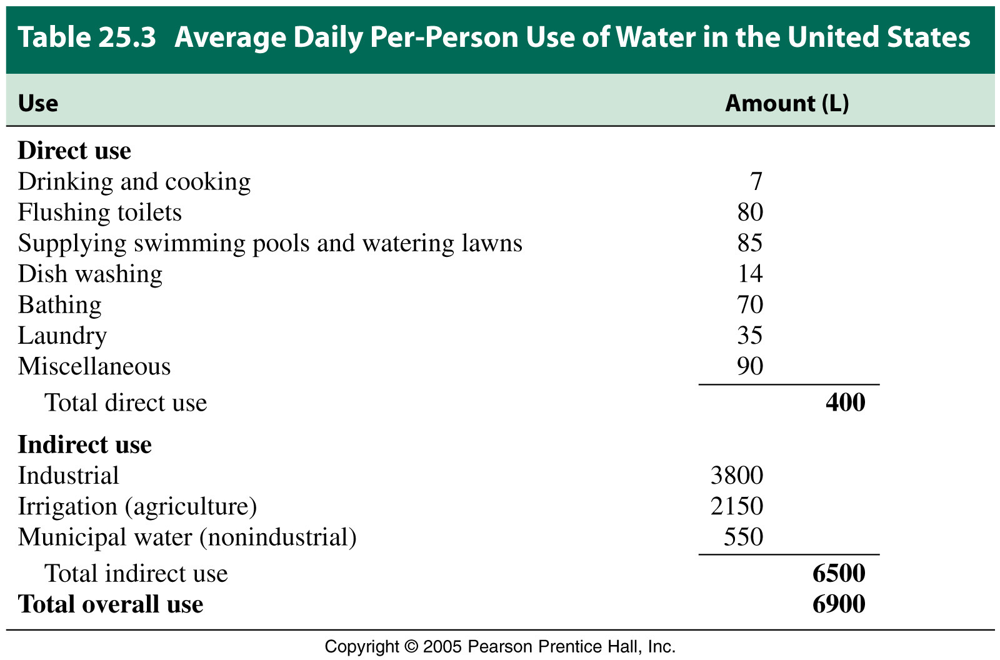 Table 25.3 Average Daily Per-Person Use of Water in the United States
Use Amount (L)
Direct use
Drinking and cooking 7
Flushing toilets 80
Supplying swimming pools and watering lawns 85
Dish washing 14
Bathing 70
Laundry 35
Miscellaneous 90
Total direct use 400
Indirect use
Industrial 3800
Irrigation (agriculture) 2150
Municipal water (nonindustrial) 550
Total indirect use 6500
Total overall use 6900
Copyright © 2005 Pearson Prentice Hall, Inc.